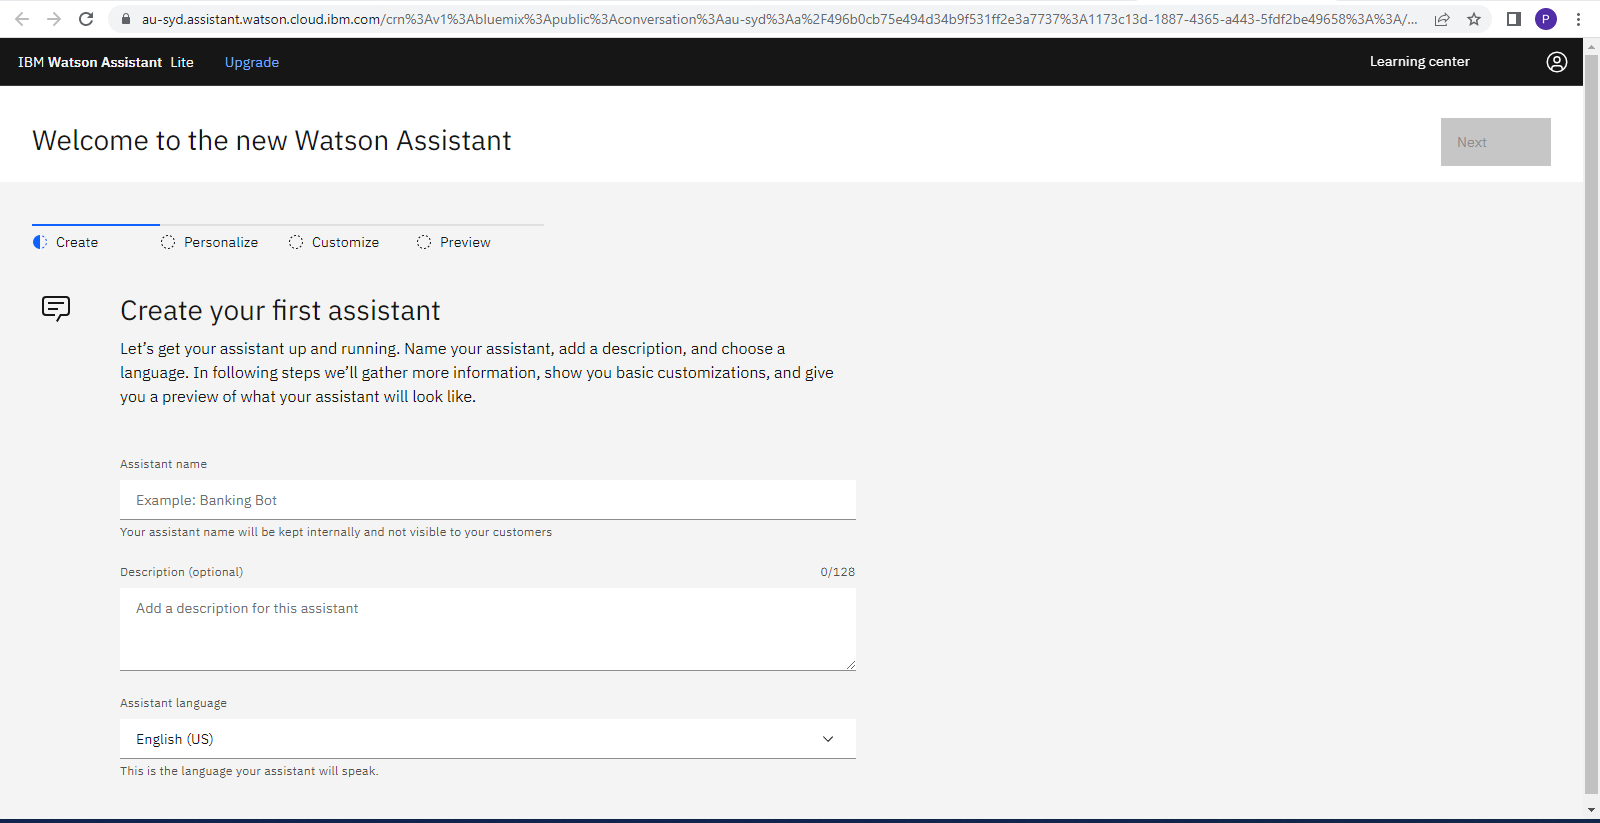 au-syd.assistant.watson.cloud.ibm.com/crn%3Av1%3Abluemix%3Apublic%3Aconversation%3Aau-syd%3Aa%2F496b0cb75e494d34b9f531ff2e3a7737%3A1173c13d-1887-4365-a443-5fdf2be49658%3A%3A/...
P
IBM Watson Assistant Lite Upgrade Learning center
Welcome to the new Watson Assistant
Next
Create Personalize Customize Preview
Create your first assistant
Let’s get your assistant up and running. Name your assistant, add a description, and choose a
language. In following steps we’ll gather more information, show you basic customizations, and give
you a preview of what your assistant will look like.
Assistant name
Example: Banking Bot
Your assistant name will be kept internally and not visible to your customers
Description (optional) 0/128
Add a description for this assistant
Assistant language
English (US)
This is the language your assistant will speak.